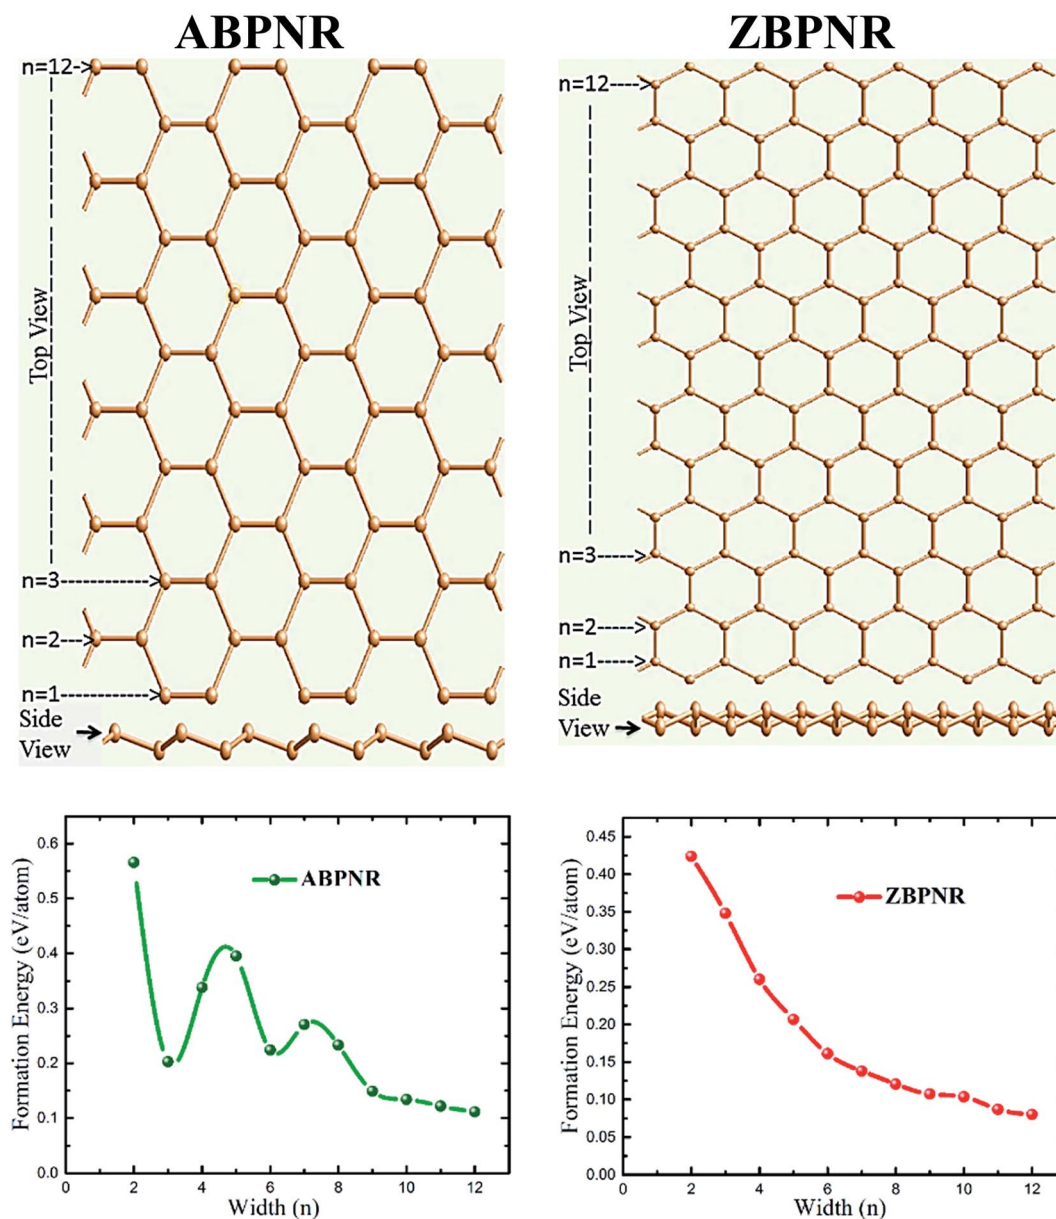 ABPNR
n=12->
Top View
n=3----------->
n=2--->
n=1----------->
Side
View
ZBPNR
n=12---->
Top View
n=3----->
n=2----->
n=1----->
Side
View
Formation Energy (eV/atom)
0.6
0.5
0.4
0.3
0.2
0.1
0.0
ABPNR
0 2 4 6 8 10 12
Width (n)
Formation Energy (eV/atom)
0.45
0.40
0.35
0.30
0.25
0.20
0.15
0.10
0.05
0.00
ZBPNR
0 2 4 6 8 10 12
Width (n)